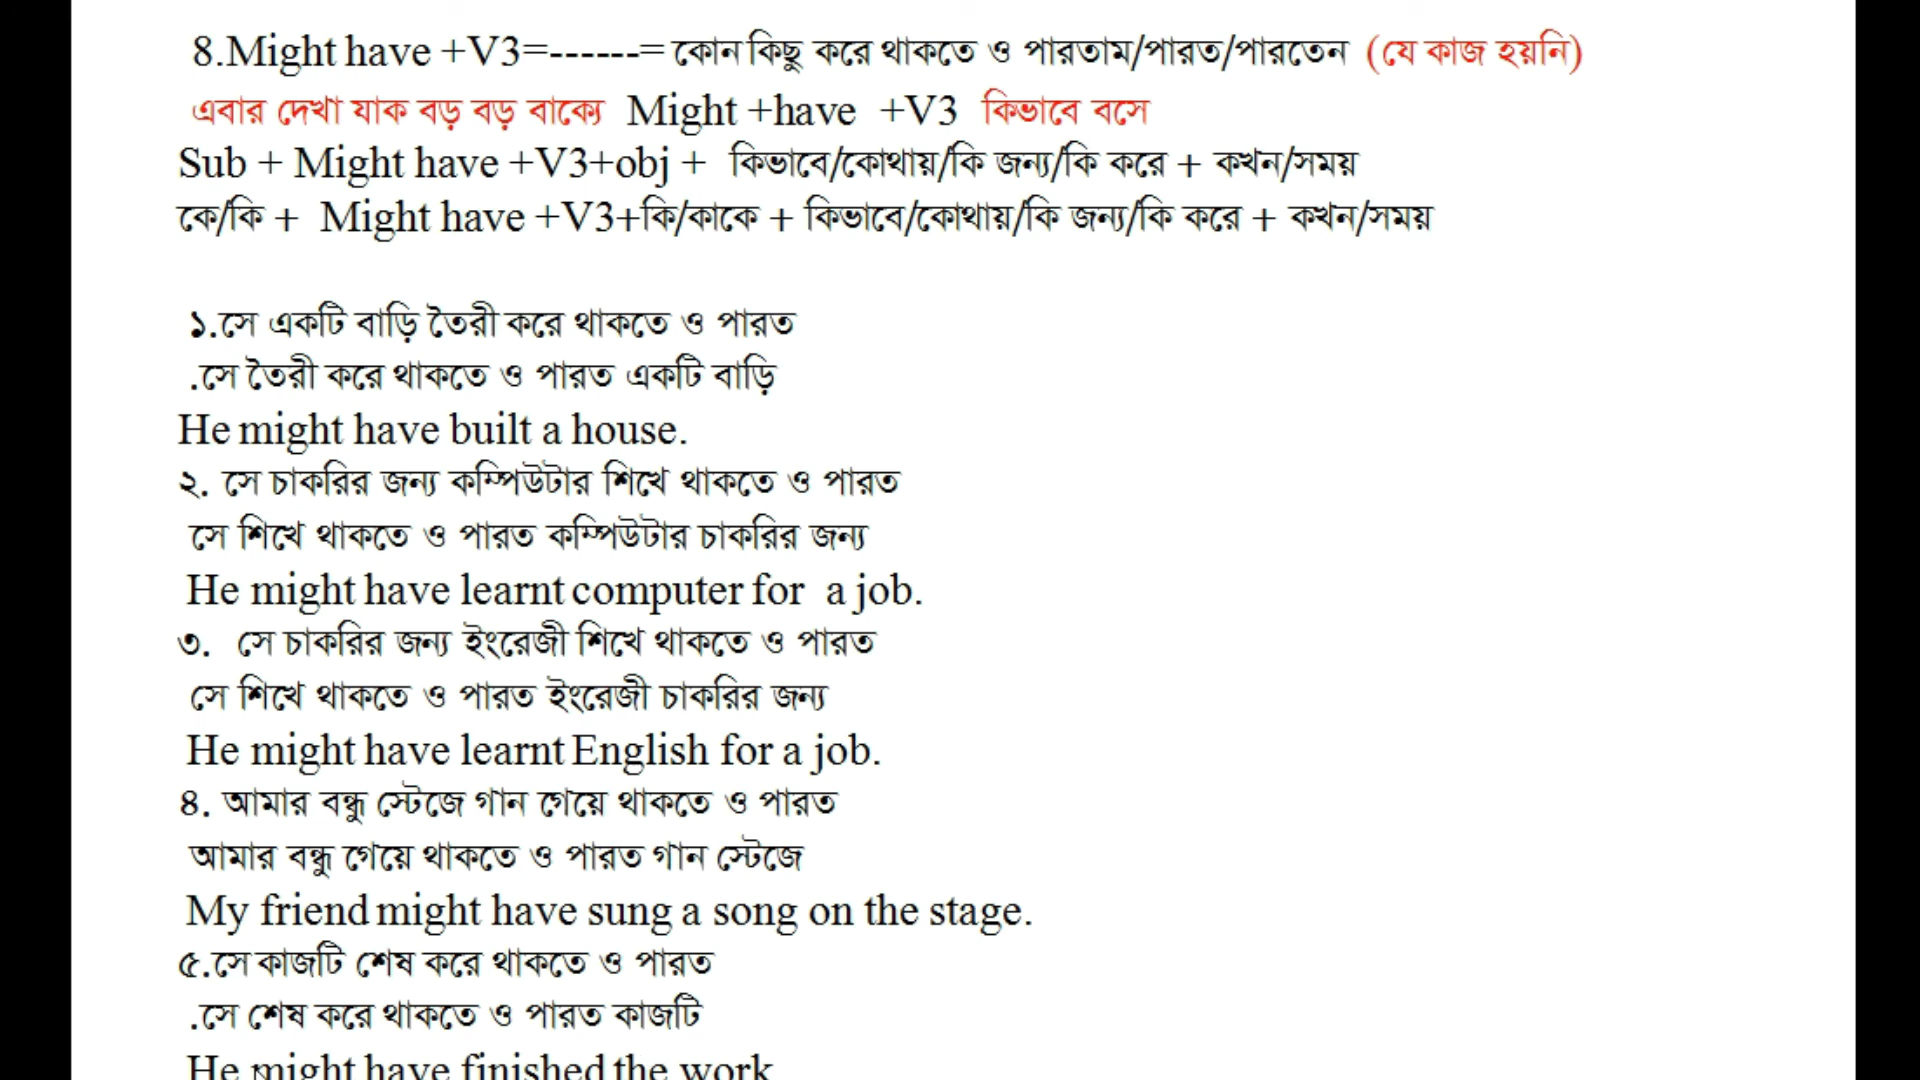 8.Might have +V3=------= কোন কিছু করে থাকতে ও পারতাম/পারত/পারতেন (যে কাজ হয়নি)
এবার দেখা যাক বড় বড় বাক্যে Might +have +V3 কিভাবে বসে
Sub + Might have +V3+obj + কিভাবে/কোথায়/কি জন্য/কি করে + কখন/সময়
কে/কি + Might have +V3+কি/কাকে + কিভাবে/কোথায়/কি জন্য/কি করে + কখন/সময়
১.সে একটি বাড়ি তৈরী করে থাকতে ও পারত
.সে তৈরী করে থাকতে ও পারত একটি বাড়ি
He might have built a house.
২. সে চাকরির জন্য কম্পিউটার শিখে থাকতে ও পারত
সে শিখে থাকতে ও পারত কম্পিউটার চাকরির জন্য
He might have learnt computer for a job.
৩. সে চাকরির জন্য ইংরেজী শিখে থাকতে ও পারত
সে শিখে থাকতে ও পারত ইংরেজী চাকরির জন্য
He might have learnt English for a job.
৪. আমার বন্ধু স্টেজে গান গেয়ে থাকতে ও পারত
আমার বন্ধু গেয়ে থাকতে ও পারত গান স্টেজে
My friend might have sung a song on the stage.
৫.সে কাজটি শেষ করে থাকতে ও পারত
.সে শেষ করে থাকতে ও পারত কাজটি
He might have finished the work